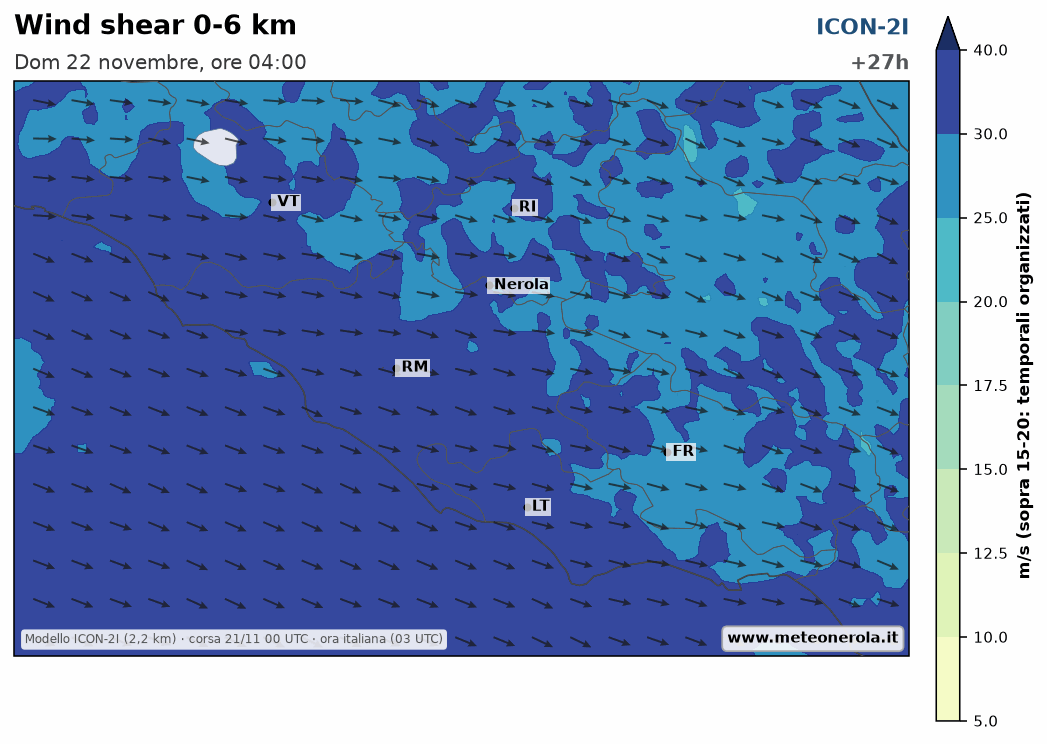 Wind shear 0-6 km
ICON-2I
Dom 22 novembre, ore 04:00
+27h
40.0
30.0
25.0
20.0
17.5
15.0
12.5
10.0
5.0
m/s (sopra 15-20: temporali organizzati)
VT
RI
Nerola
RM
FR
LT
Modello ICON-2I (2,2 km) · corsa 21/11 00 UTC · ora italiana (03 UTC)
www.meteonerola.it